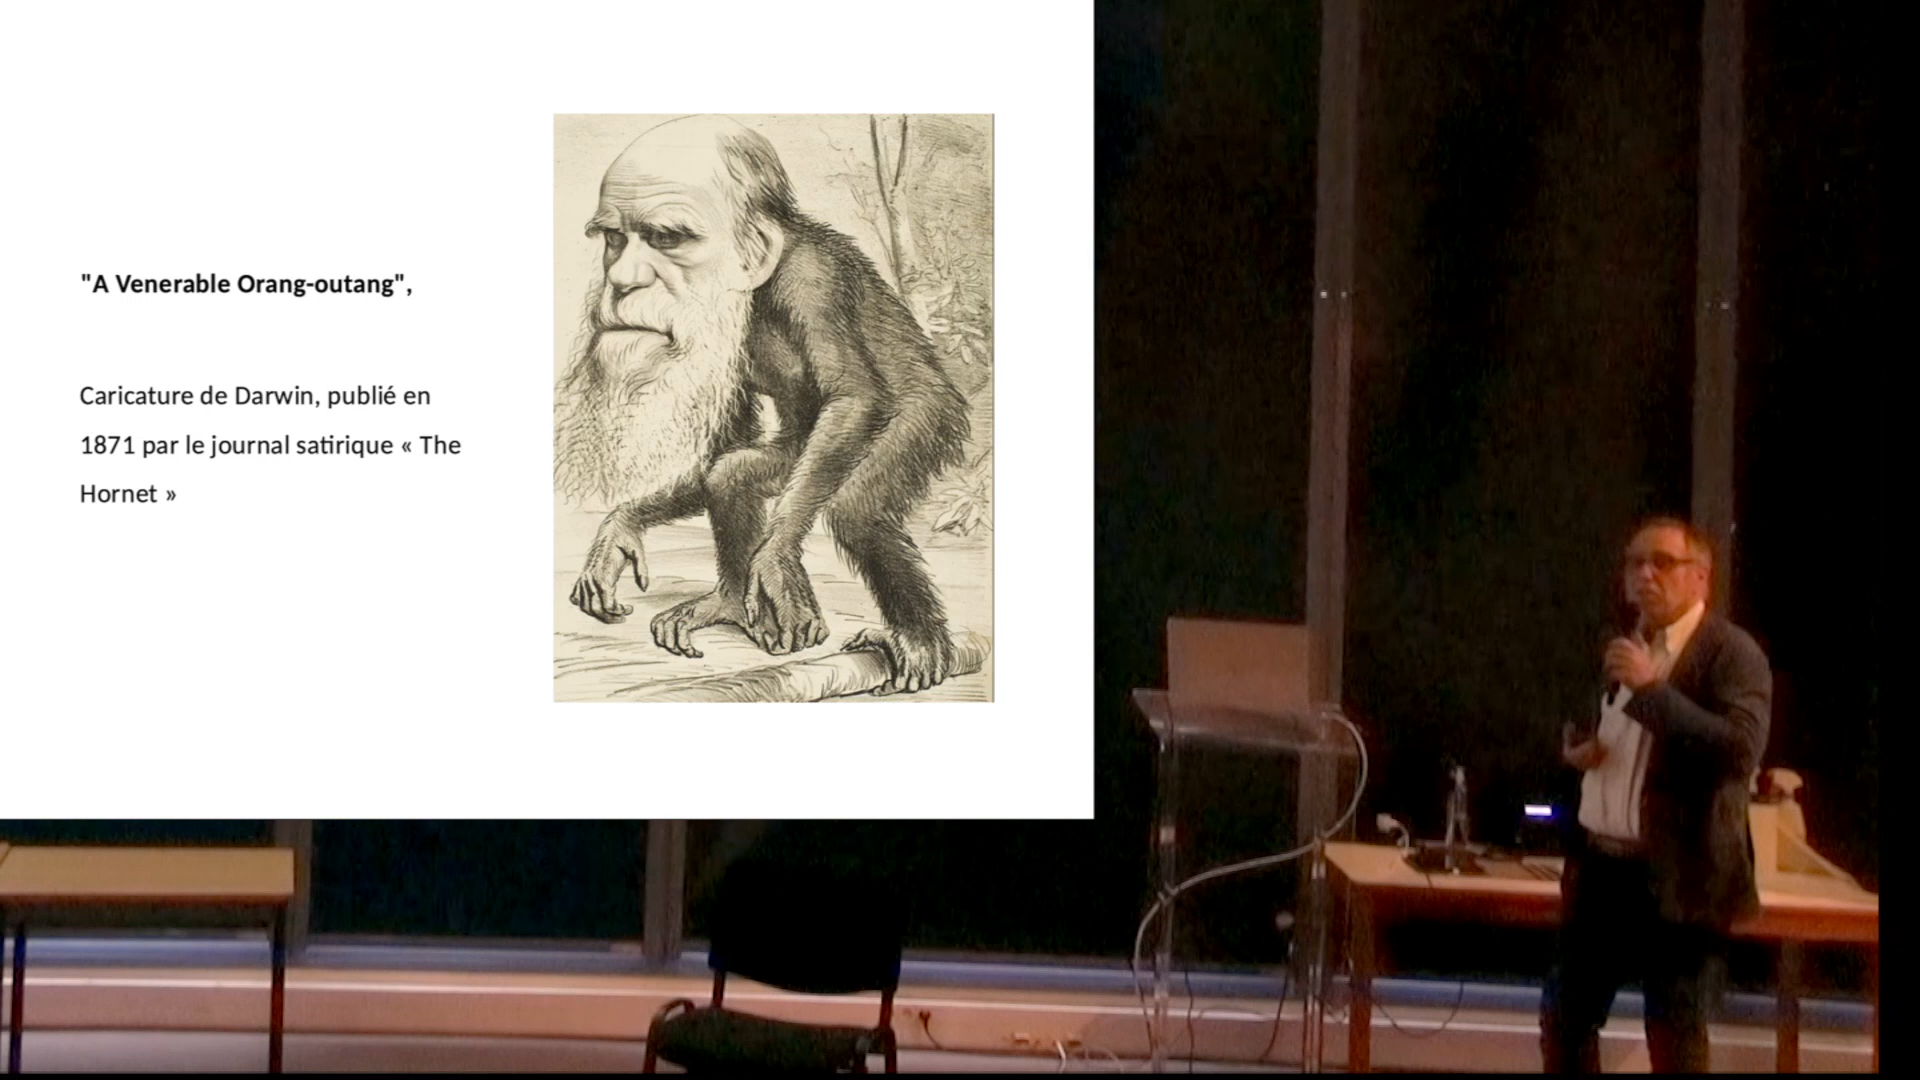 "A Venerable Orang-outang",
Caricature de Darwin, publié en
1871 par le journal satirique « The
Hornet »